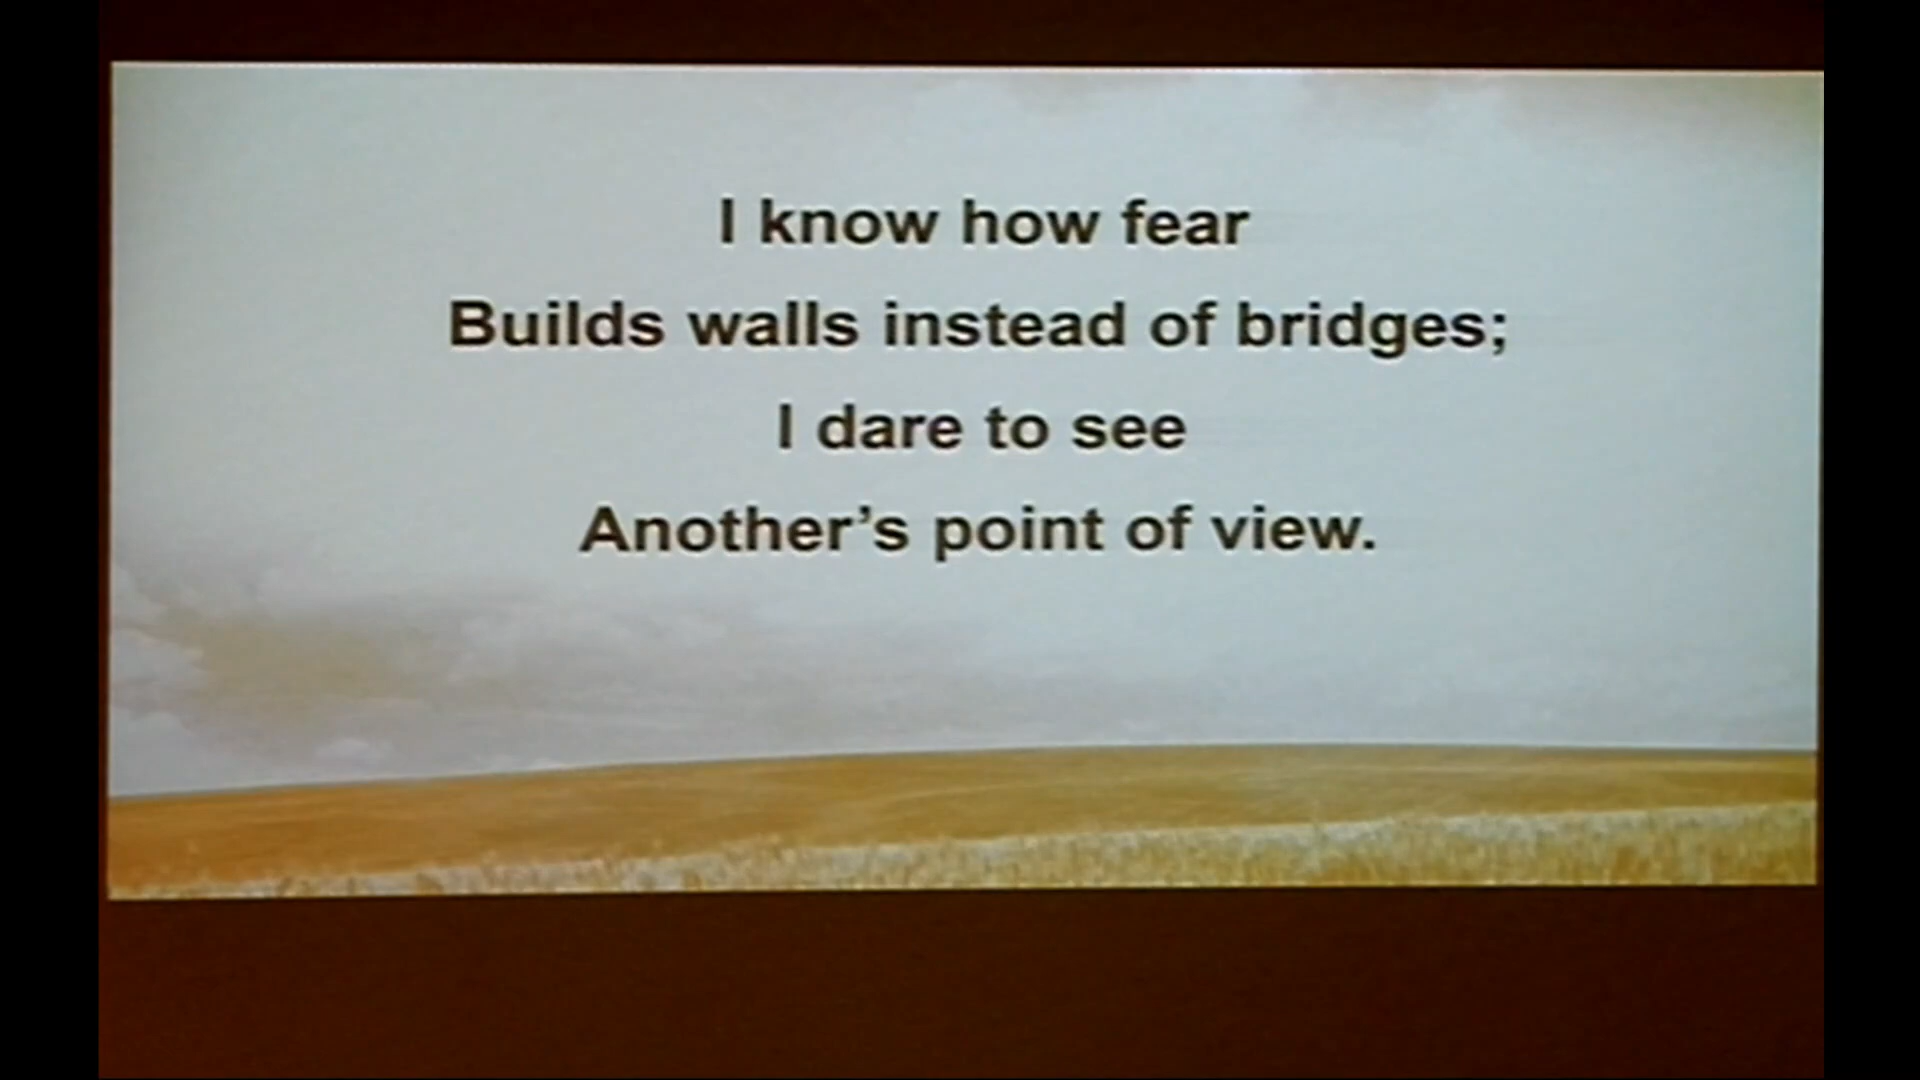 I know how fear
Builds walls instead of bridges;
I dare to see
Another’s point of view.